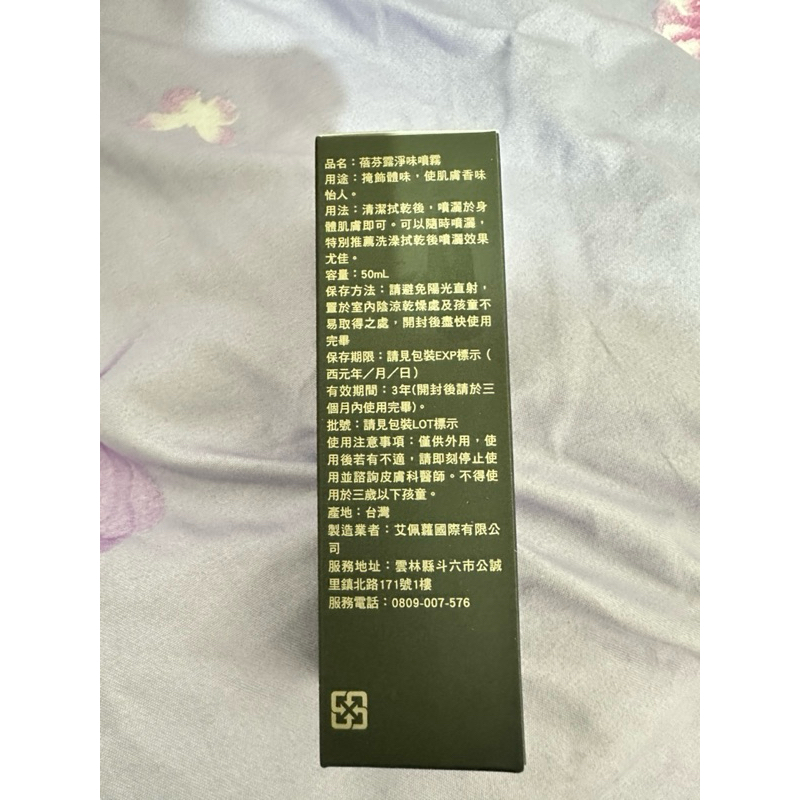 品名：蓓芬露淨味噴霧
用途：掩飾體味，使肌膚香味
怡人。
用法：清潔拭乾後，噴灑於身
體肌膚即可。可以隨時噴灑，
特別推薦洗澡拭乾後噴灑效果
尤佳。
容量：50mL
保存方法：請避免陽光直射，
置於室內陰涼乾燥處及孩童不
易取得之處，開封後盡快使用
完畢
保存期限：請見包裝EXP標示（
西元年／月／日）
有效期間：3年(開封後請於三
個月內使用完畢)。
批號：請見包裝LOT標示
使用注意事項：僅供外用，使
用後若有不適，請即刻停止使
用並諮詢皮膚科醫師。不得使
用於三歲以下孩童。
產地：台灣
製造業者：艾佩蘿國際有限公
司
服務地址：雲林縣斗六市公誠
里鎮北路171號1樓
服務電話：0809-007-576